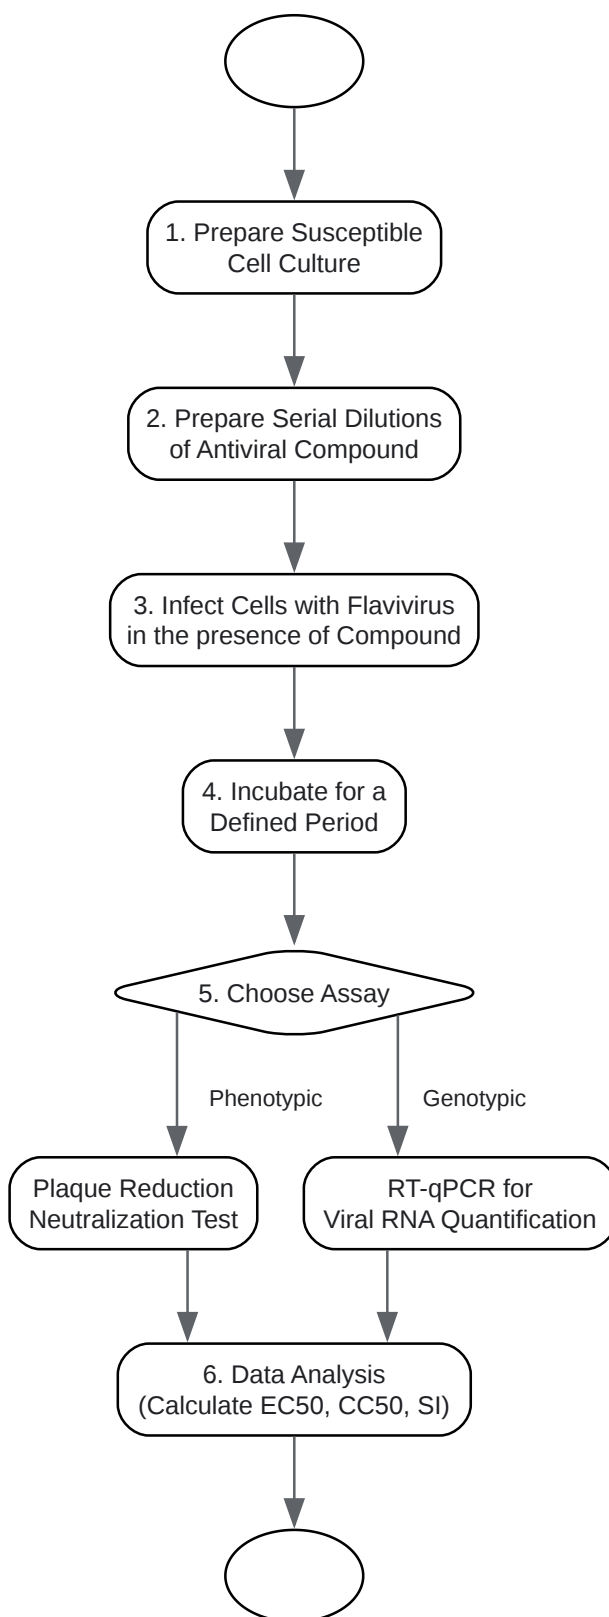 1. Prepare Susceptible
Cell Culture
2. Prepare Serial Dilutions
of Antiviral Compound
3. Infect Cells with Flavivirus
in the presence of Compound
4. Incubate for a
Defined Period
5. Choose Assay
Phenotypic
Genotypic
Plaque Reduction
Neutralization Test
RT-qPCR for
Viral RNA Quantification
6. Data Analysis
(Calculate EC50, CC50, SI)